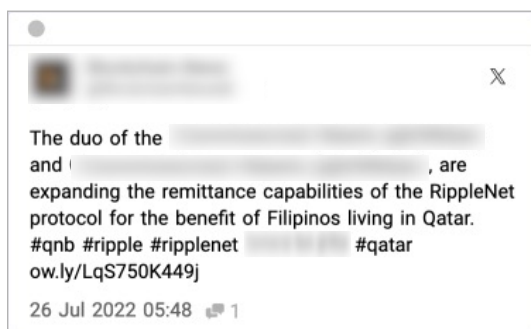 X
The duo of the
and , are
expanding the remittance capabilities of the RippleNet
protocol for the benefit of Filipinos living in Qatar.
#qnb #ripple #ripplenet #qatar
ow.ly/LqS750K449j
26 Jul 2022 05:48 1